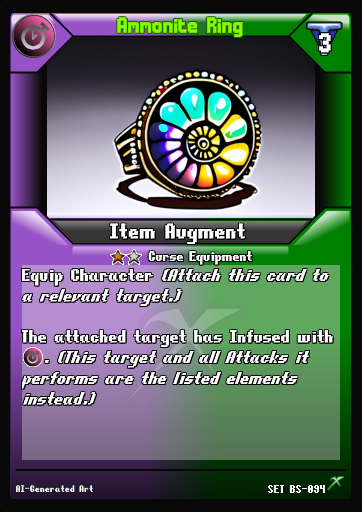 Ammonite Ring
3
Item Augment
Curse Equipment
Equip Character (Attach this card to
a relevant target.)
The attached target has Infused with
. (This target and all Attacks it
performs are the listed elements
instead.)
AI-Generated Art
SET BS-094